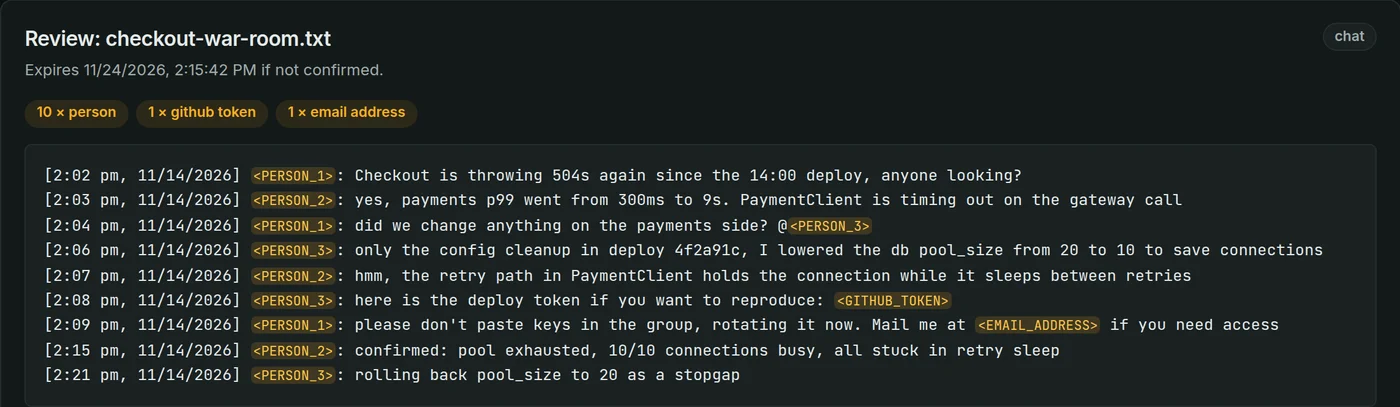 Review: checkout-war-room.txt
chat
Expires 11/24/2026, 2:15:42 PM if not confirmed.
10 × person 1 × github token 1 × email address
[2:02 pm, 11/14/2026] <PERSON_1>: Checkout is throwing 504s again since the 14:00 deploy, anyone looking?
[2:03 pm, 11/14/2026] <PERSON_2>: yes, payments p99 went from 300ms to 9s. PaymentClient is timing out on the gateway call
[2:04 pm, 11/14/2026] <PERSON_1>: did we change anything on the payments side? @<PERSON_3>
[2:06 pm, 11/14/2026] <PERSON_3>: only the config cleanup in deploy 4f2a91c, I lowered the db pool_size from 20 to 10 to save connections
[2:07 pm, 11/14/2026] <PERSON_2>: hmm, the retry path in PaymentClient holds the connection while it sleeps between retries
[2:08 pm, 11/14/2026] <PERSON_3>: here is the deploy token if you want to reproduce: <GITHUB_TOKEN>
[2:09 pm, 11/14/2026] <PERSON_1>: please don't paste keys in the group, rotating it now. Mail me at <EMAIL_ADDRESS> if you need access
[2:15 pm, 11/14/2026] <PERSON_2>: confirmed: pool exhausted, 10/10 connections busy, all stuck in retry sleep
[2:21 pm, 11/14/2026] <PERSON_3>: rolling back pool_size to 20 as a stopgap